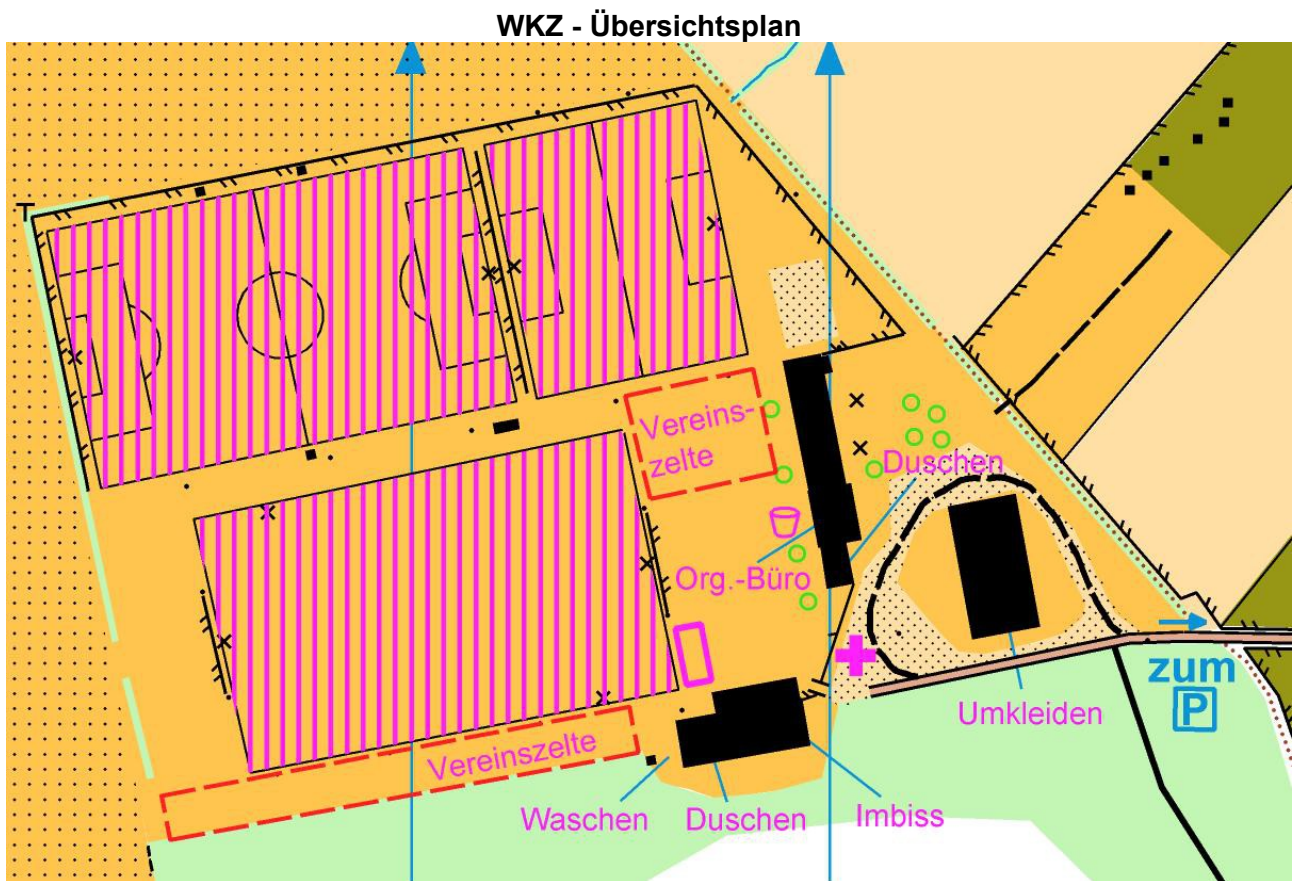 WKZ - Übersichtsplan
Vereins-
zelte
Duschen
Org.-Büro
zum
P
Umkleiden
Vereinszelte
Waschen
Duschen
Imbiss